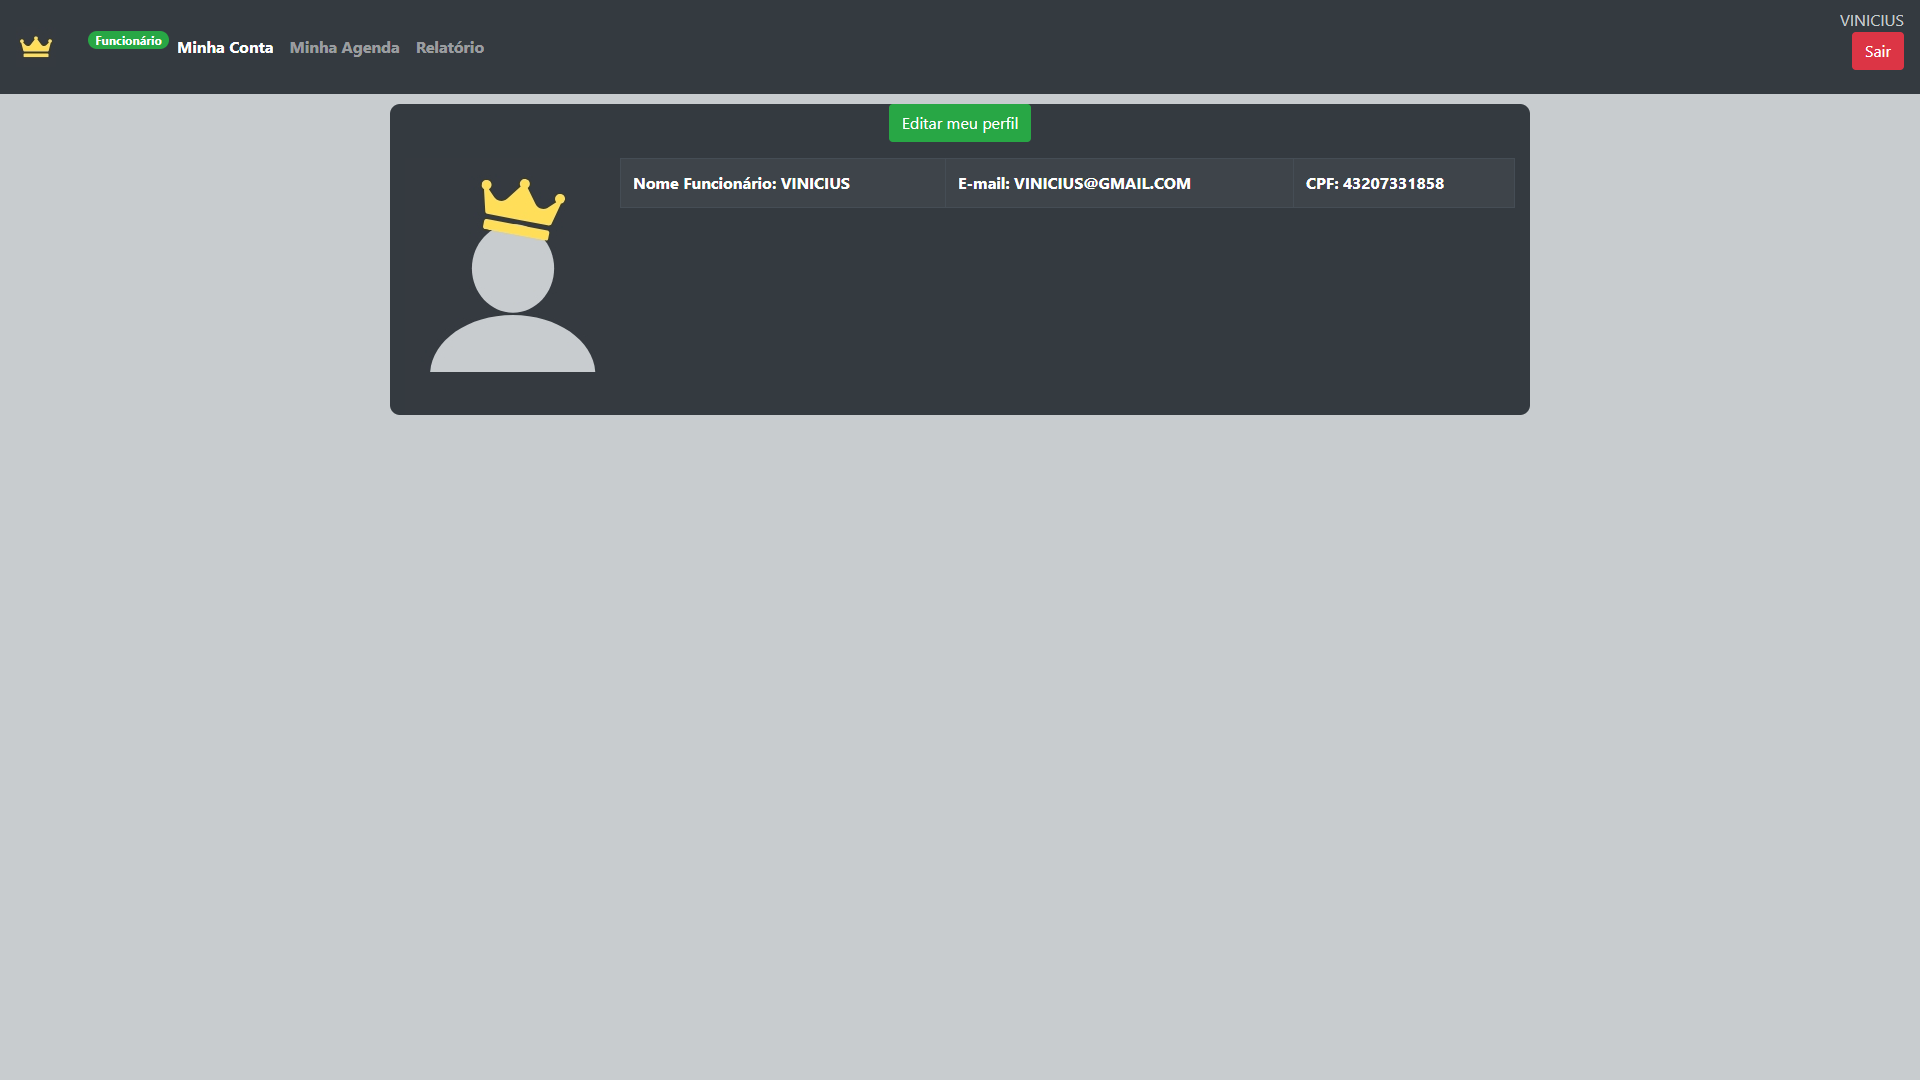 VINICIUS
Funcionário Minha Conta Minha Agenda Relatório
Sair
Editar meu perfil
Nome Funcionário: VINICIUS E-mail: VINICIUS@GMAIL.COM CPF: 43207331858